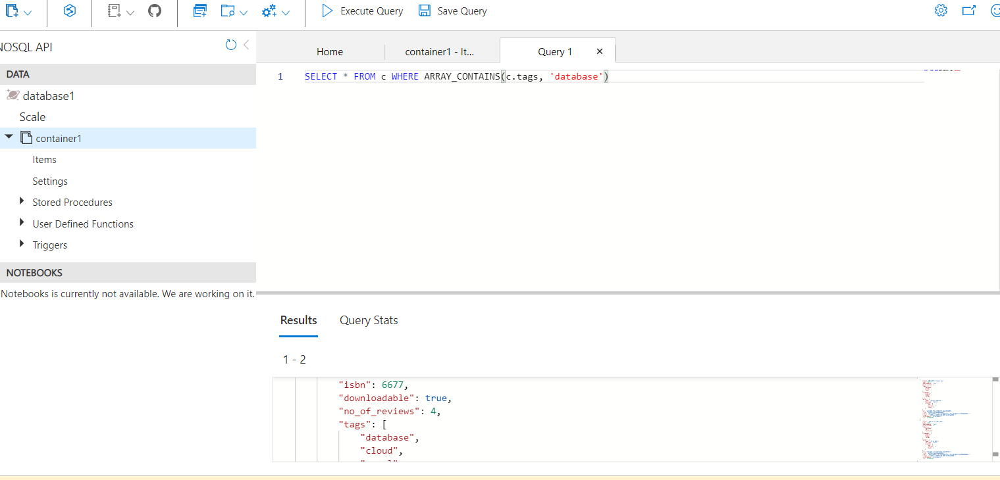 Execute Query
Save Query
NOSQL API
DATA
database1
Scale
container1
Items
Settings
Stored Procedures
User Defined Functions
Triggers
NOTEBOOKS
Notebooks is currently not available. We are working on it.
Home
container1 - It...
Query 1
1 SELECT * FROM c WHERE ARRAY_CONTAINS(c.tags, 'database')
Results
Query Stats
1 - 2
"isbn": 6677,
"downloadable": true,
"no_of_reviews": 4,
"tags": [
"database",
"cloud",